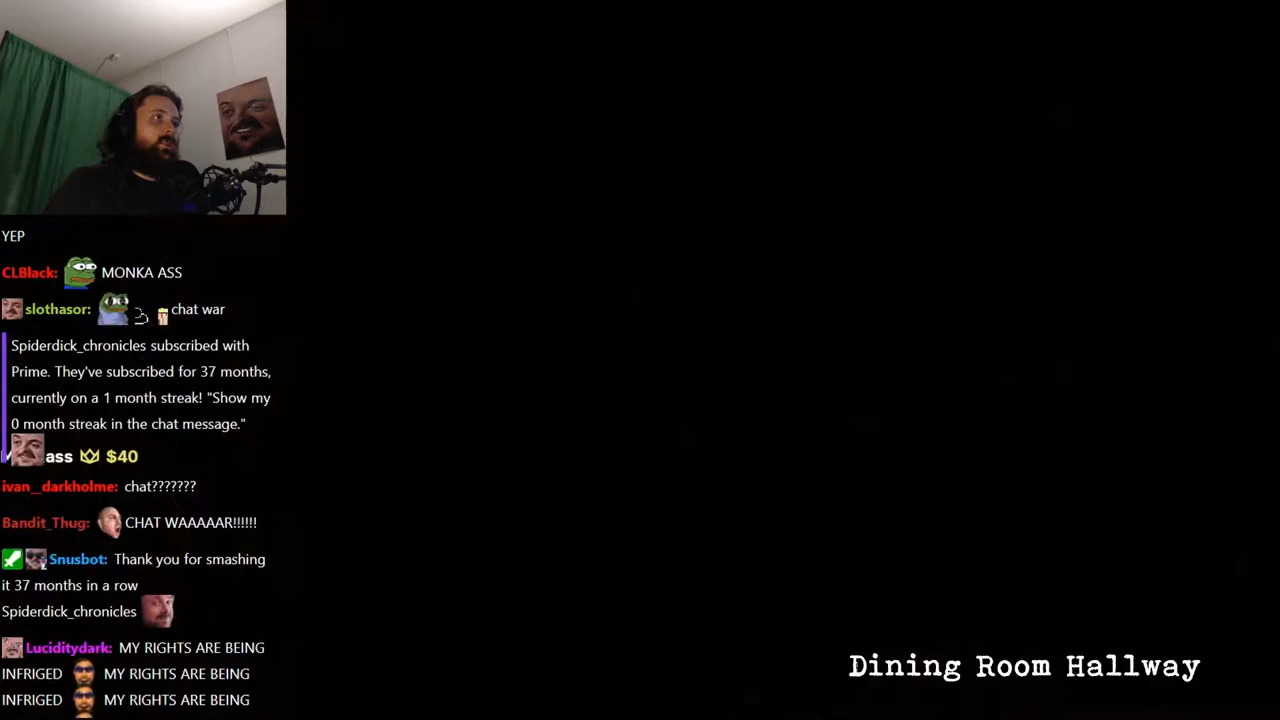 YEP
CLBlack: MONKA ASS
slothasor: chat war
Spiderdick_chronicles subscribed with
Prime. They've subscribed for 37 months,
currently on a 1 month streak! "Show my
0 month streak in the chat message."
ass $40
ivan__darkholme: chat???????
Bandit_Thug: CHAT WAAAAAR!!!!!!
Snusbot: Thank you for smashing
it 37 months in a row
Spiderdick_chronicles
Luciditydark: MY RIGHTS ARE BEING
INFRIGED MY RIGHTS ARE BEING
INFRIGED MY RIGHTS ARE BEING
Dining Room Hallway